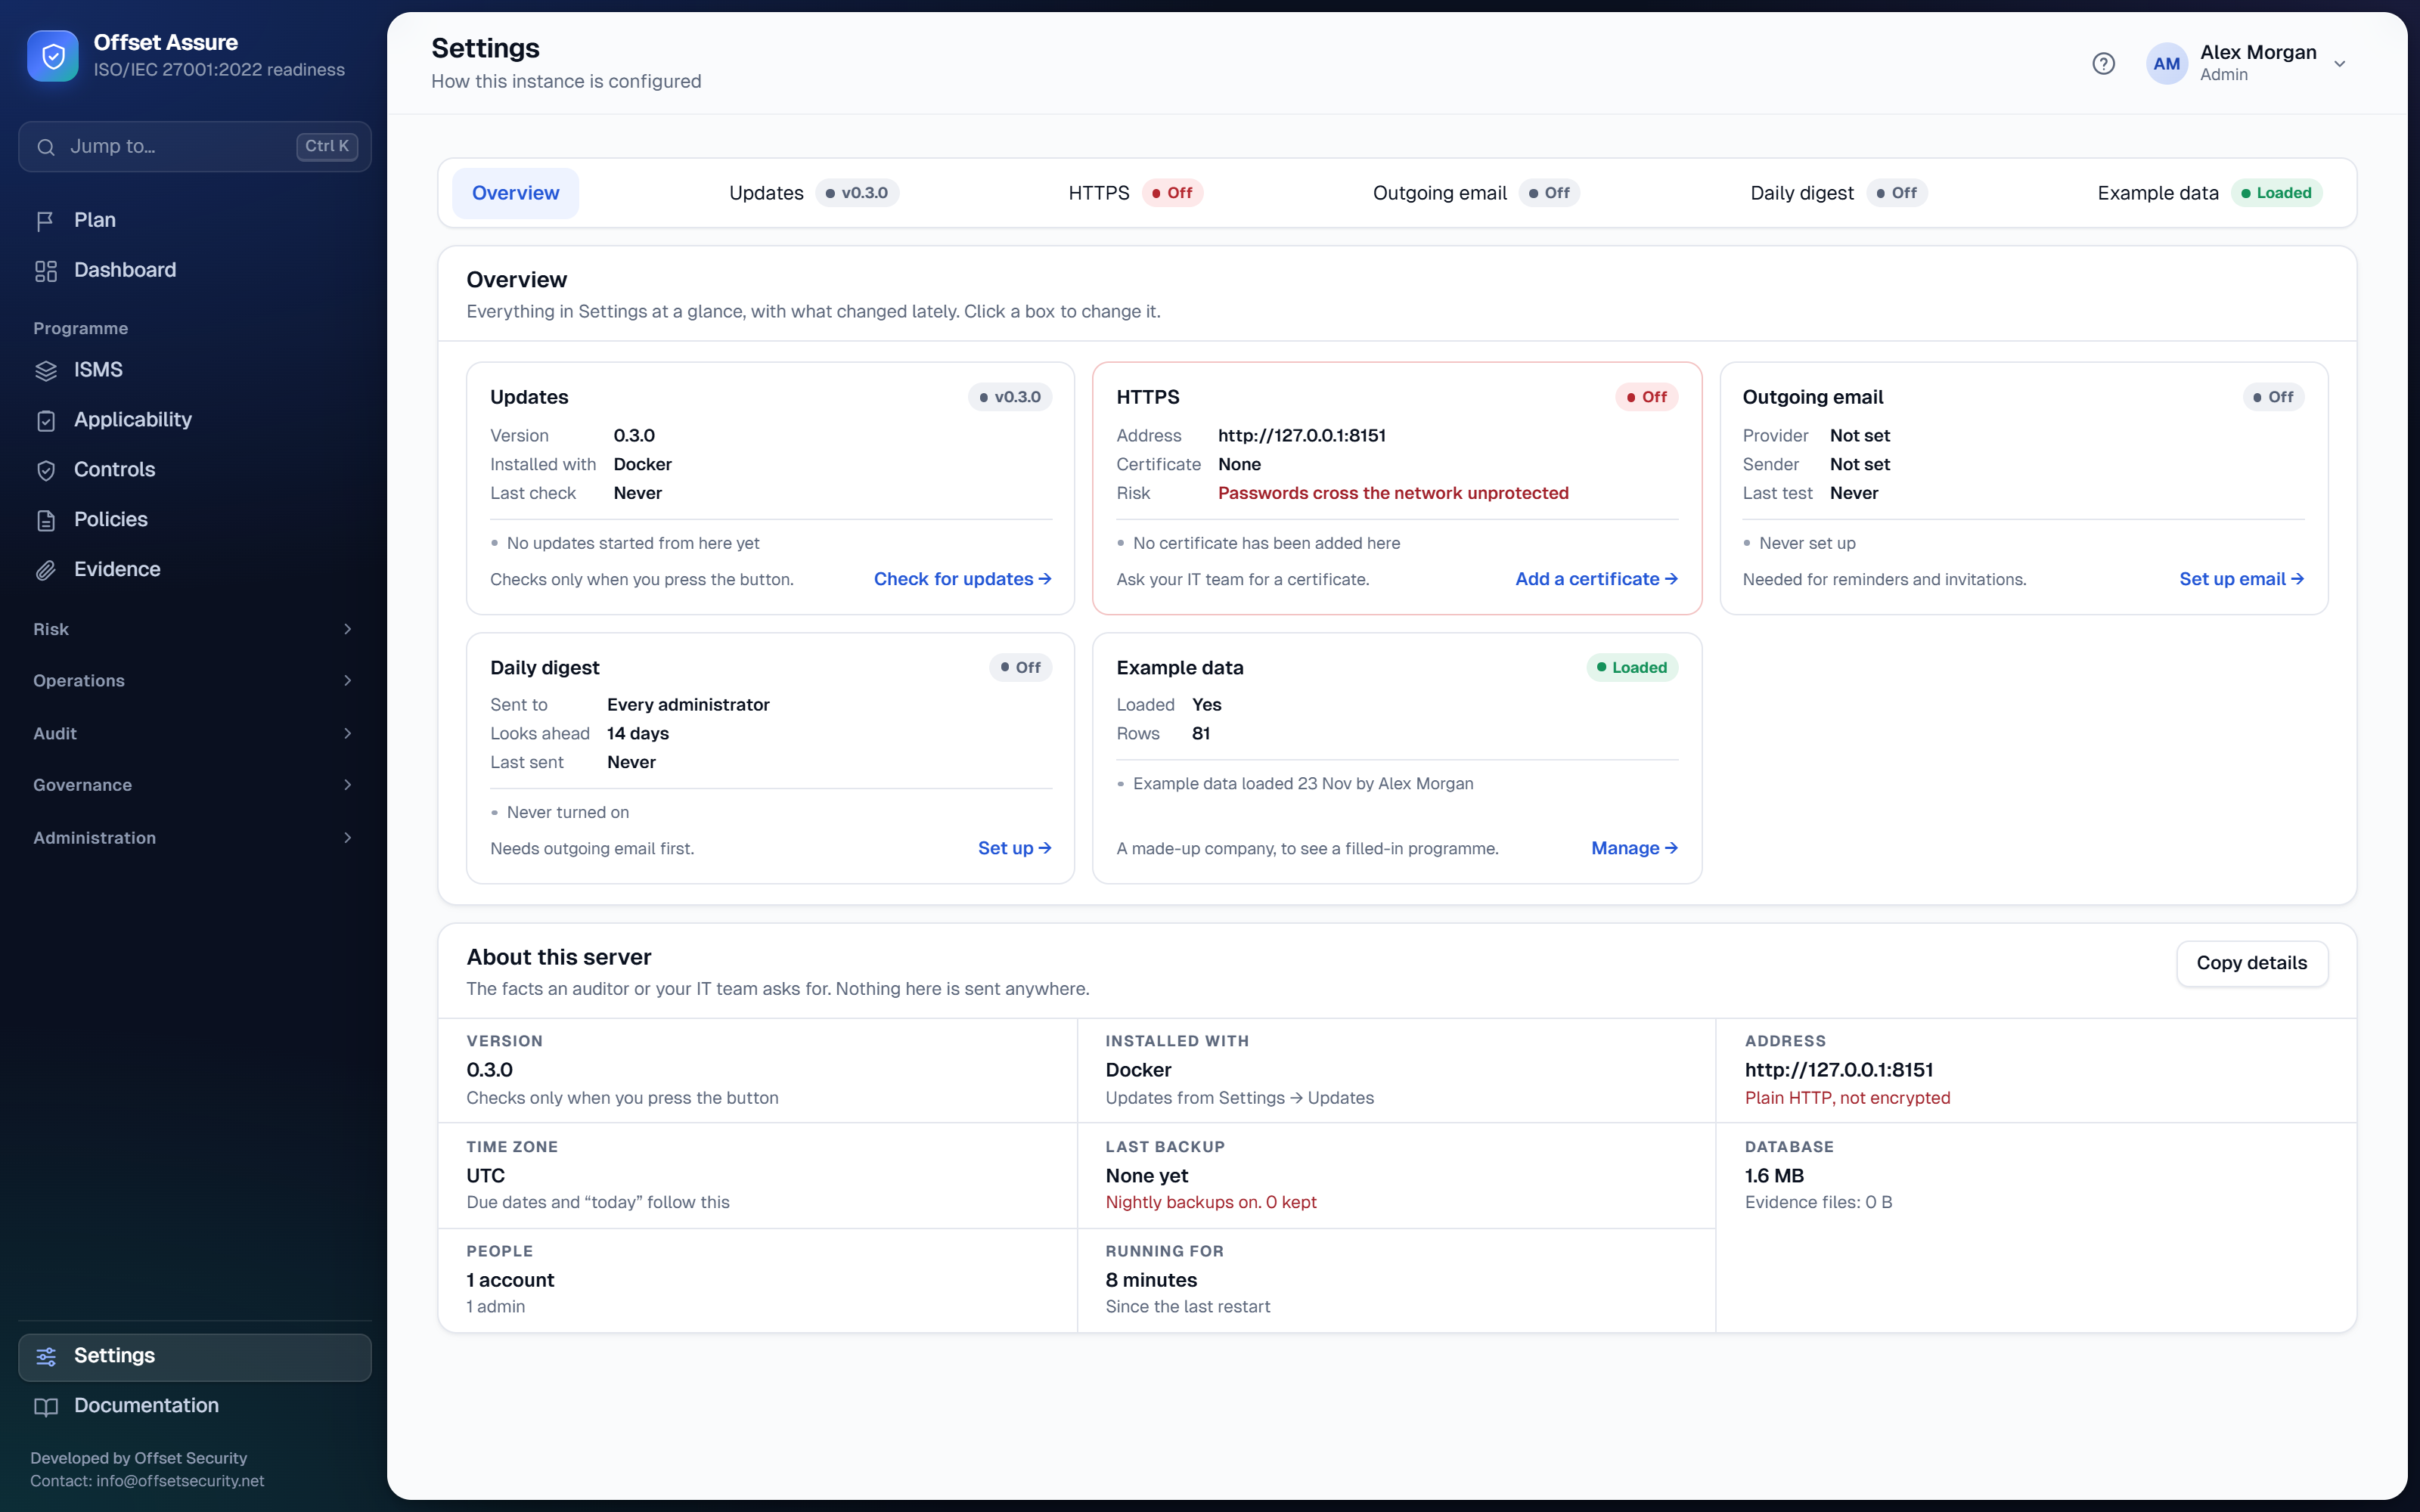 Offset Assure
ISO/IEC 27001:2022 readiness
Jump to...
Ctrl K
Plan
Dashboard
Programme
ISMS
Applicability
Controls
Policies
Evidence
Risk
Operations
Audit
Governance
Administration
Settings
Documentation
Developed by Offset Security
Contact: info@offsetsecurity.net
Settings
How this instance is configured
AM
Alex Morgan
Admin
Overview
Updates v0.3.0
HTTPS Off
Outgoing email Off
Daily digest Off
Example data Loaded
Overview
Everything in Settings at a glance, with what changed lately. Click a box to change it.
Updates v0.3.0
Version 0.3.0
Installed with Docker
Last check Never
• No updates started from here yet
Checks only when you press the button. Check for updates →
HTTPS Off
Address http://127.0.0.1:8151
Certificate None
Risk Passwords cross the network unprotected
• No certificate has been added here
Ask your IT team for a certificate. Add a certificate →
Outgoing email Off
Provider Not set
Sender Not set
Last test Never
• Never set up
Needed for reminders and invitations. Set up email →
Daily digest Off
Sent to Every administrator
Looks ahead 14 days
Last sent Never
• Never turned on
Needs outgoing email first. Set up →
Example data Loaded
Loaded Yes
Rows 81
• Example data loaded 23 Nov by Alex Morgan
A made-up company, to see a filled-in programme. Manage →
About this server
The facts an auditor or your IT team asks for. Nothing here is sent anywhere.
Copy details
VERSION
0.3.0
Checks only when you press the button
INSTALLED WITH
Docker
Updates from Settings → Updates
ADDRESS
http://127.0.0.1:8151
Plain HTTP, not encrypted
TIME ZONE
UTC
Due dates and “today” follow this
LAST BACKUP
None yet
Nightly backups on. 0 kept
DATABASE
1.6 MB
Evidence files: 0 B
PEOPLE
1 account
1 admin
RUNNING FOR
8 minutes
Since the last restart